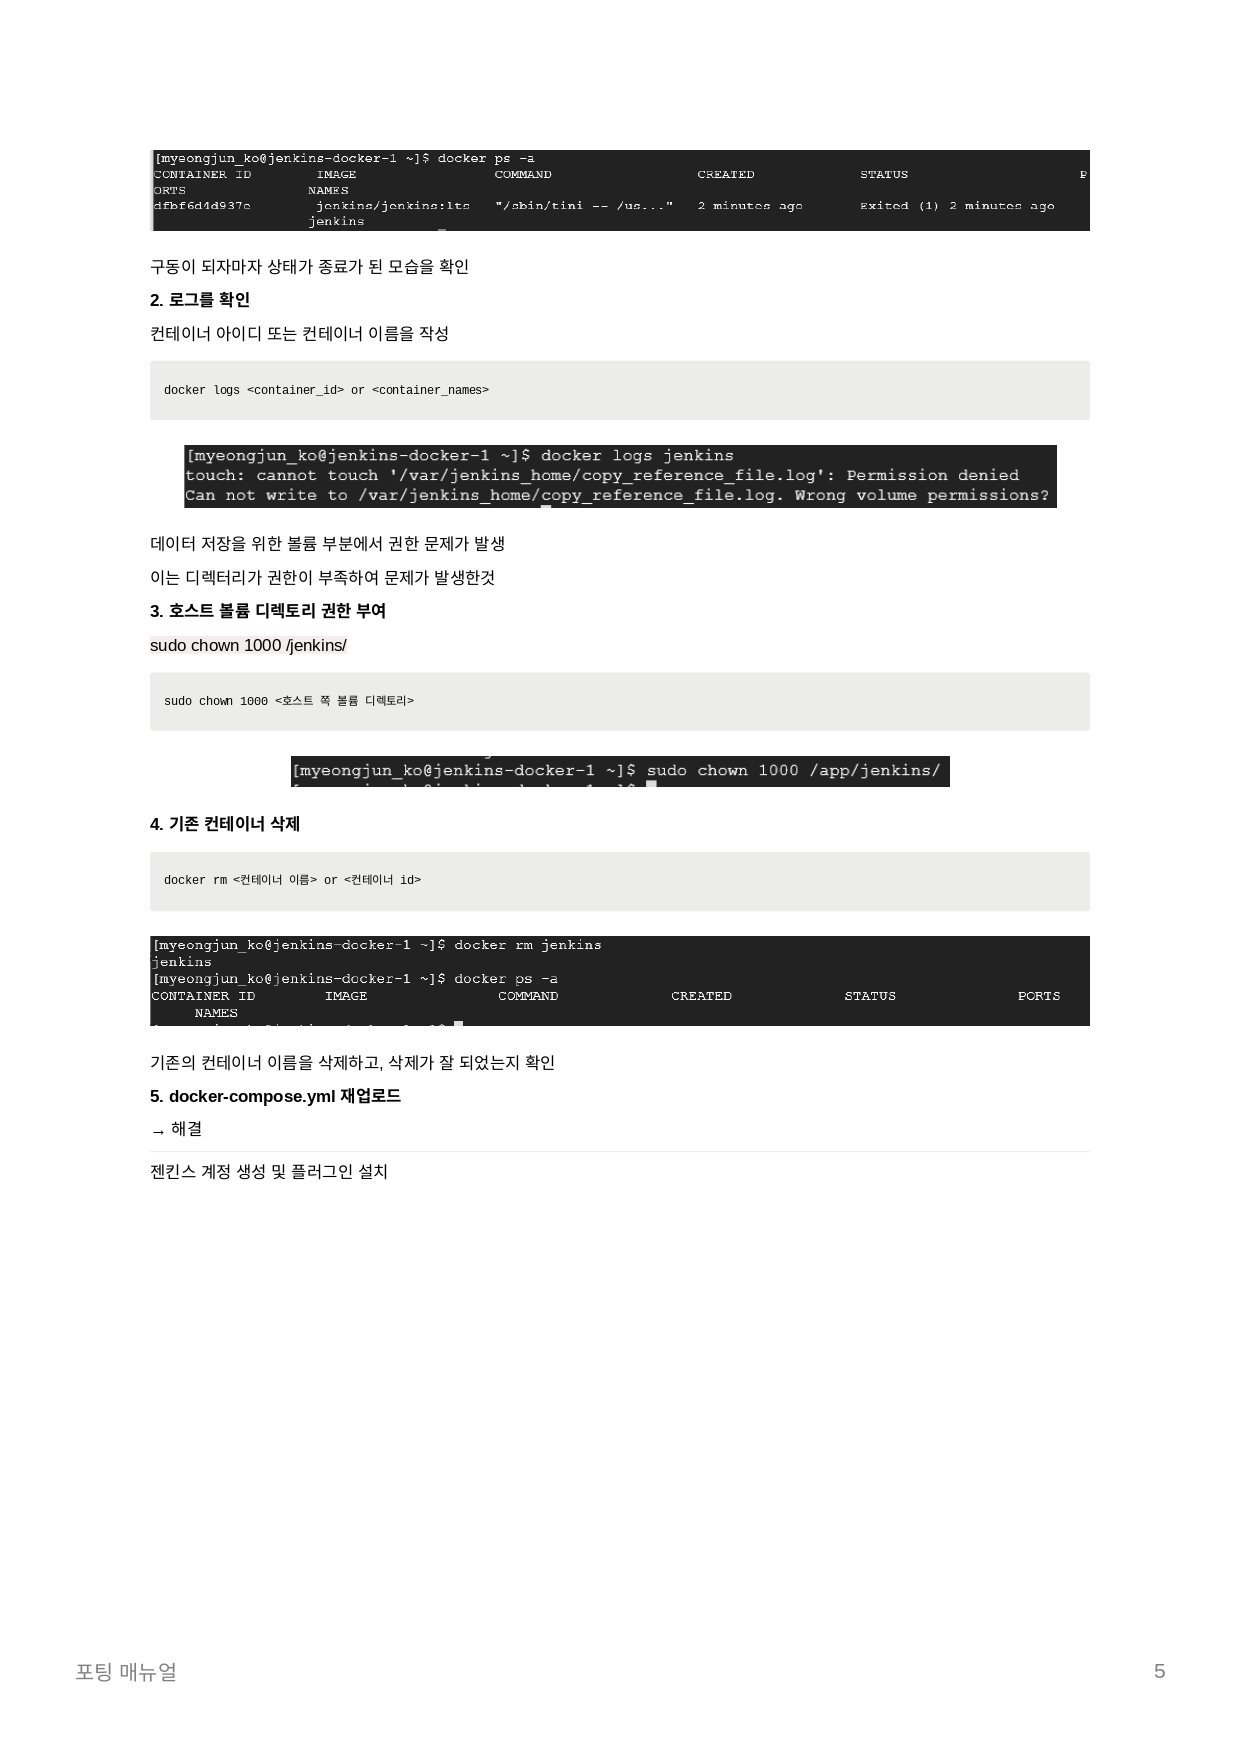 [myeongjun_ko@jenkins-docker-1 ~]$ docker ps -a
CONTAINER ID IMAGE COMMAND CREATED STATUS P
ORTS NAMES
dfbf6d4d937c jenkins/jenkins:lts "/sbin/tini -- /us..." 2 minutes ago Exited (1) 2 minutes ago
jenkins
구동이 되자마자 상태가 종료가 된 모습을 확인
2. 로그를 확인
컨테이너 아이디 또는 컨테이너 이름을 작성
docker logs <container_id> or <container_names>
[myeongjun_ko@jenkins-docker-1 ~]$ docker logs jenkins
touch: cannot touch '/var/jenkins_home/copy_reference_file.log': Permission denied
Can not write to /var/jenkins_home/copy_reference_file.log. Wrong volume permissions?
데이터 저장을 위한 볼륨 부분에서 권한 문제가 발생
이는 디렉터리가 권한이 부족하여 문제가 발생한것
3. 호스트 볼륨 디렉토리 권한 부여
sudo chown 1000 /jenkins/
sudo chown 1000 <호스트 쪽 볼륨 디렉토리>
[myeongjun_ko@jenkins-docker-1 ~]$ sudo chown 1000 /app/jenkins/
4. 기존 컨테이너 삭제
docker rm <컨테이너 이름> or <컨테이너 id>
[myeongjun_ko@jenkins-docker-1 ~]$ docker rm jenkins
jenkins
[myeongjun_ko@jenkins-docker-1 ~]$ docker ps -a
CONTAINER ID IMAGE COMMAND CREATED STATUS PORTS
NAMES
기존의 컨테이너 이름을 삭제하고, 삭제가 잘 되었는지 확인
5. docker-compose.yml 재업로드
→ 해결
젠킨스 계정 생성 및 플러그인 설치
포팅 매뉴얼 5